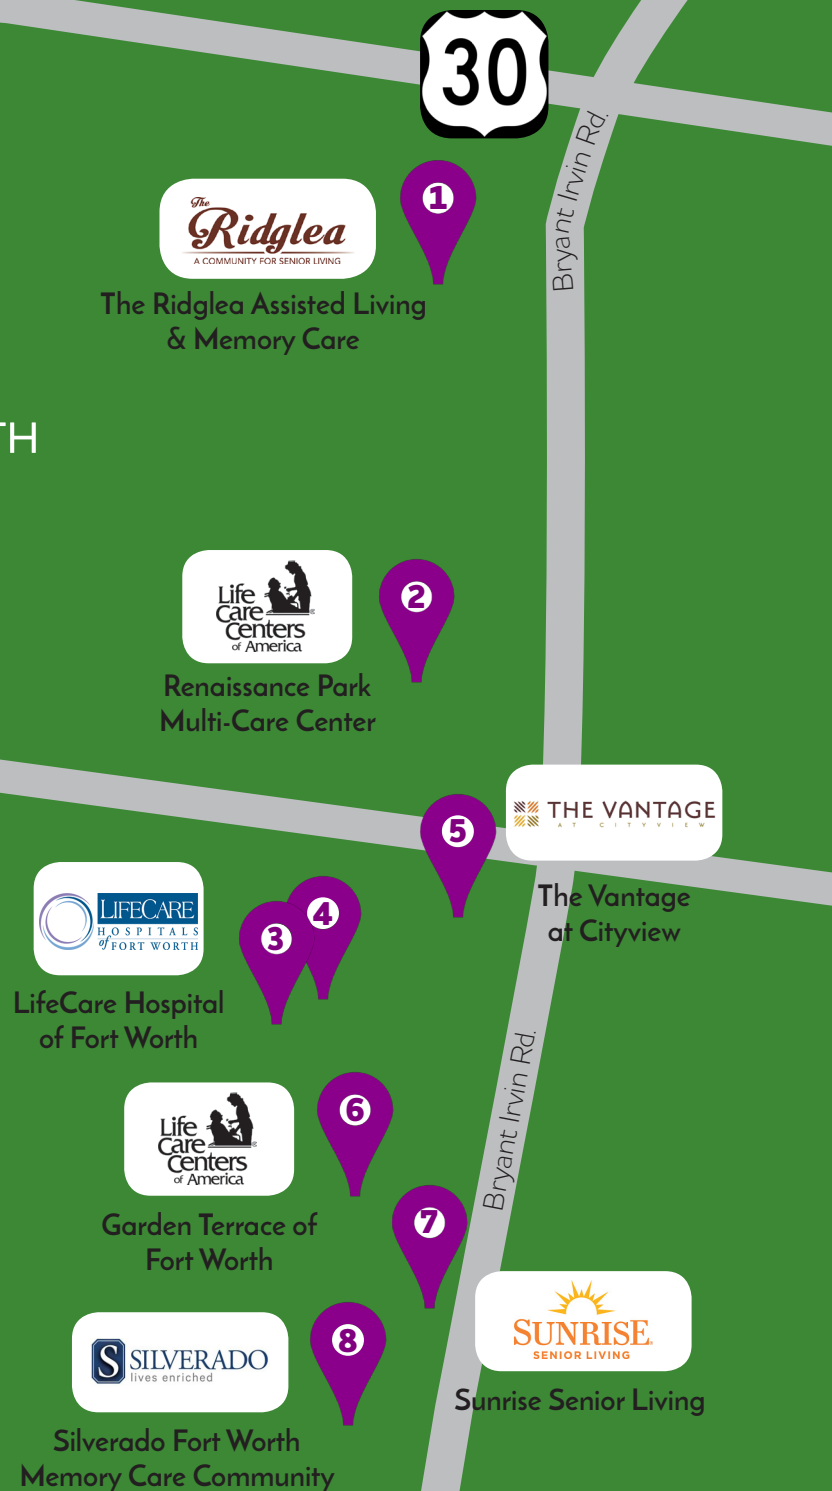 30
Bryant Irvin Rd.
1
The
Ridglea
A COMMUNITY FOR SENIOR LIVING
The Ridglea Assisted Living
& Memory Care
TH
Life
Care
Centers
of America
2
Renaissance Park
Multi-Care Center
5
THE VANTAGE
AT CITYVIEW
The Vantage
at Cityview
LIFECARE
HOSPITALS
of FORT WORTH
3
4
LifeCare Hospital
of Fort Worth
Bryant Irvin Rd.
Life
Care
Centers
of America
6
Garden Terrace of
Fort Worth
7
SUNRISE
SENIOR LIVING
Sunrise Senior Living
S SILVERADO
lives enriched
8
Silverado Fort Worth
Memory Care Community